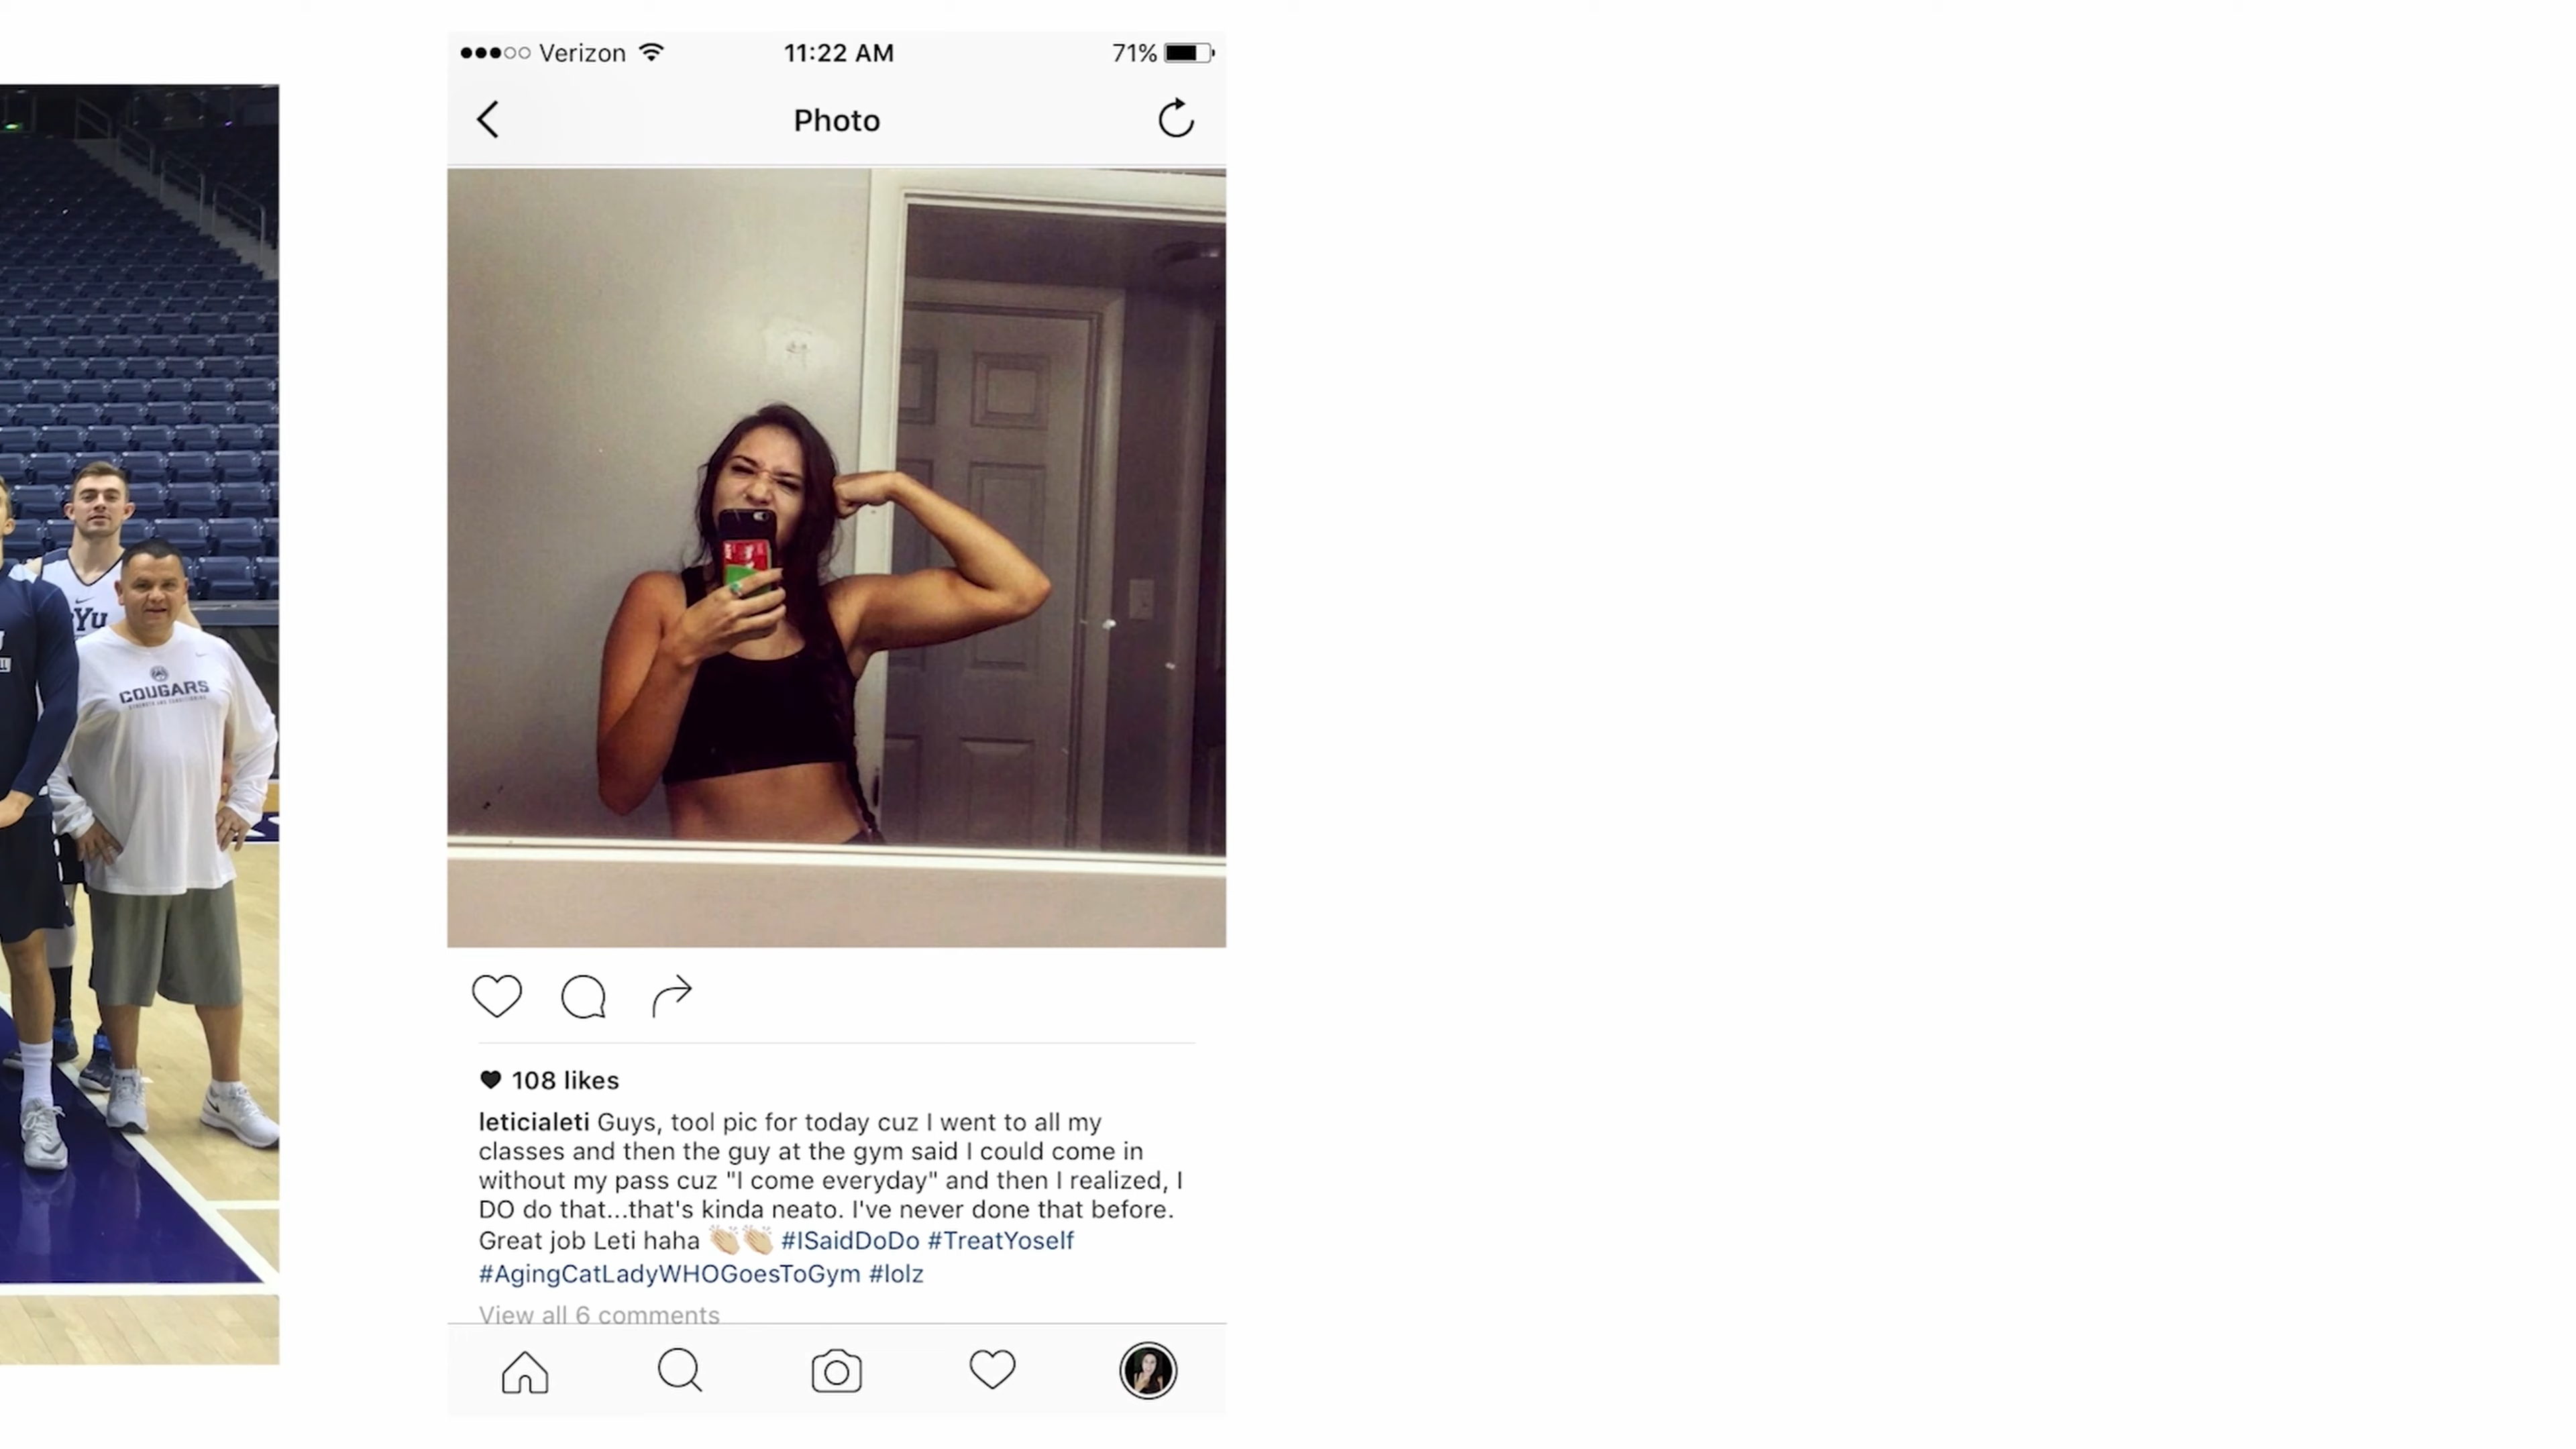 Verizon 11:22 AM 71%
Photo
YU
COUGARS
STRENGTH AND CONDITIONING
108 likes
leticialeti Guys, tool pic for today cuz I went to all my
classes and then the guy at the gym said I could come in
without my pass cuz "I come everyday" and then I realized, I
DO do that...that's kinda neato. I've never done that before.
Great job Leti haha 👏🏼👏🏼 #ISaidDoDo #TreatYoself
#AgingCatLadyWHOGoesToGym #lolz
View all 6 comments